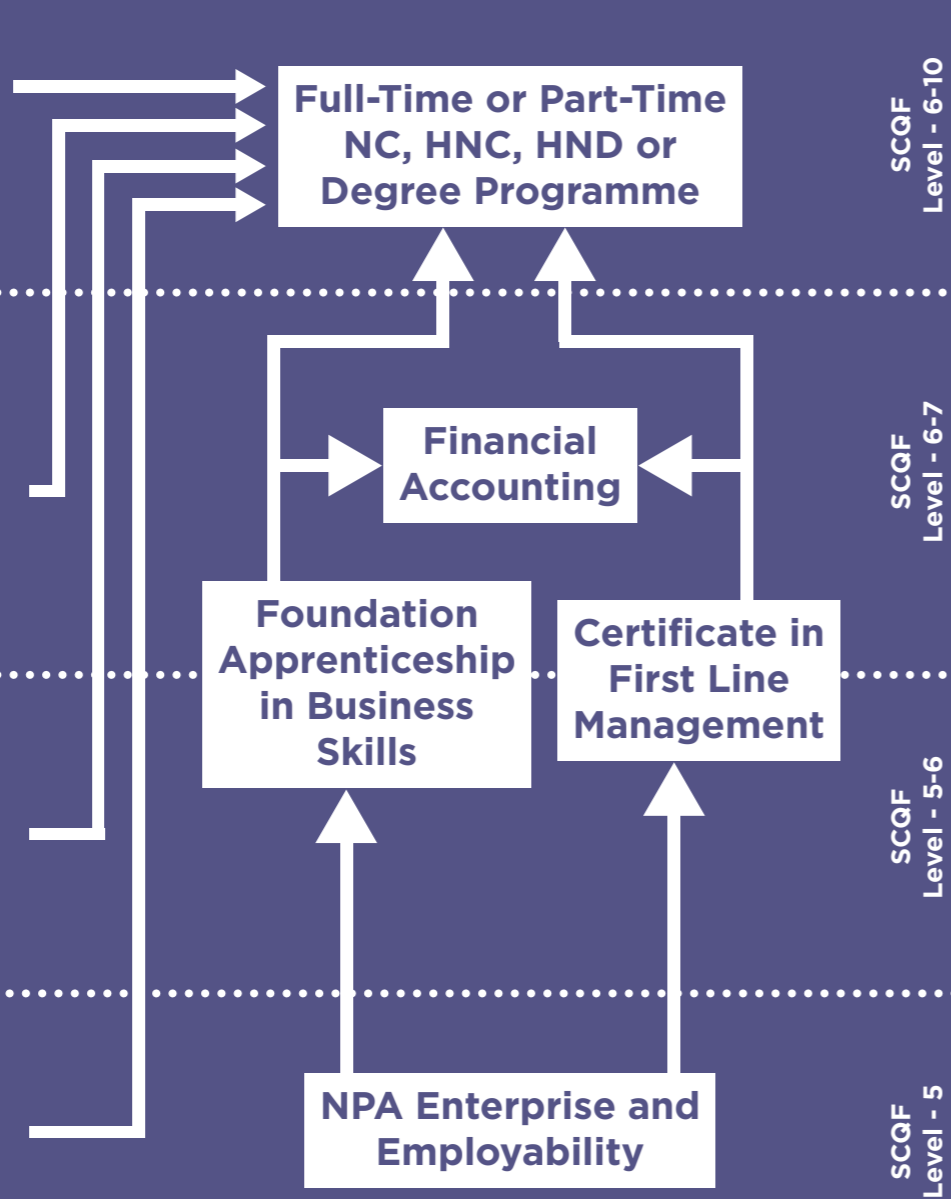 Full-Time or Part-Time
NC, HNC, HND or
Degree Programme
SCQF
Level - 6-10
Financial
Accounting
SCQF
Level - 6-7
Foundation
Apprenticeship
in Business
Skills
Certificate in
First Line
Management
SCQF
Level - 5-6
NPA Enterprise and
Employability
SCQF
Level - 5